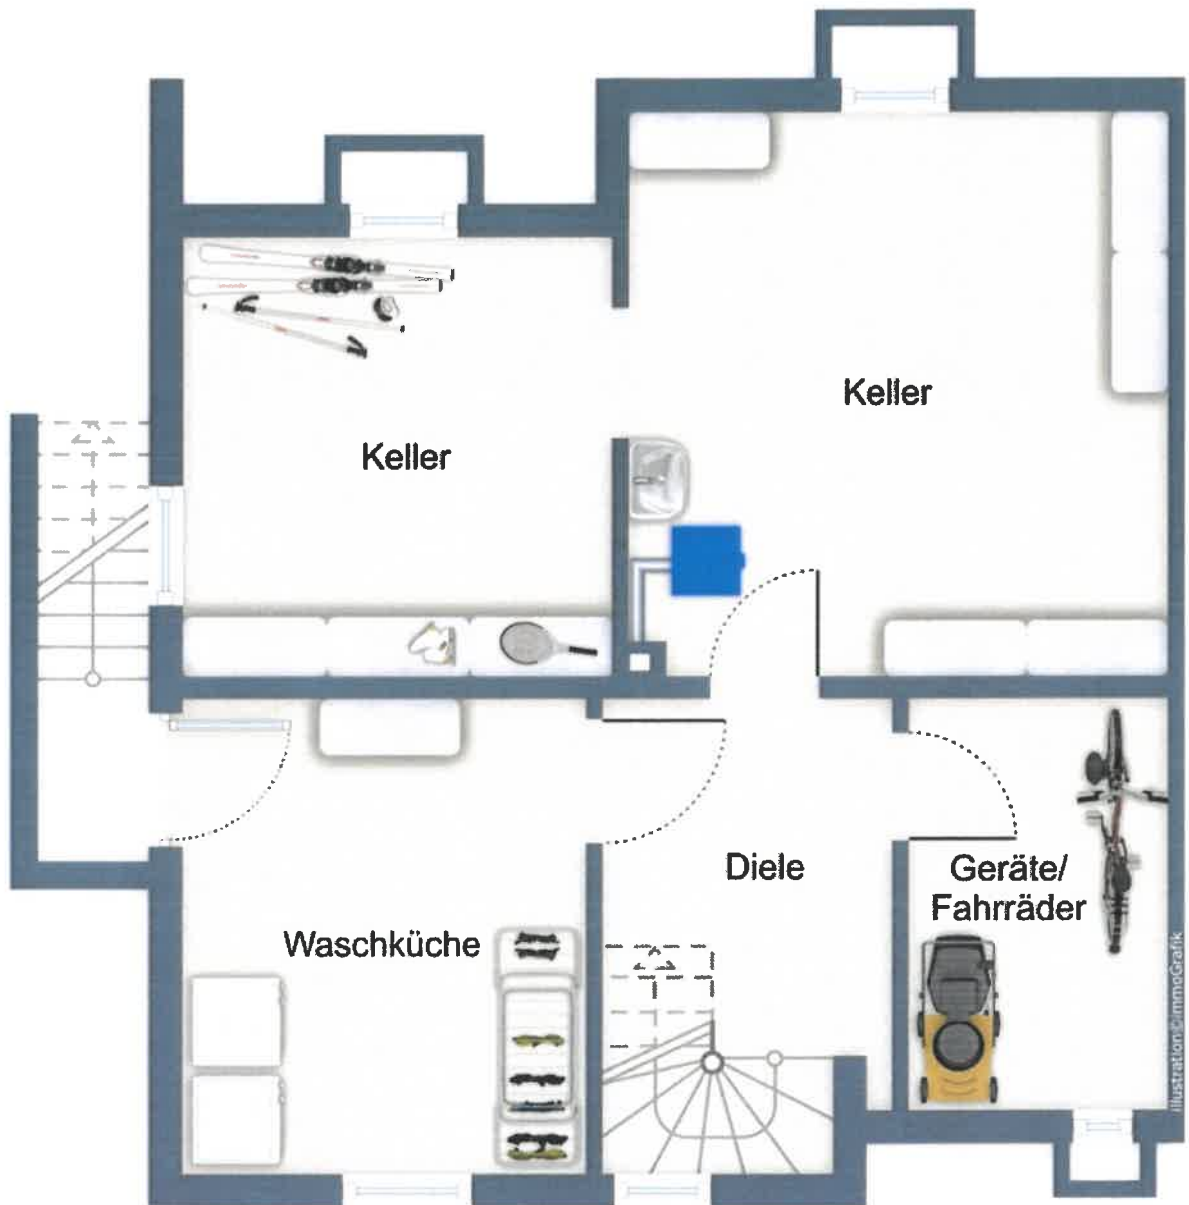 Keller
Keller
Diele
Geräte/
Fahrräder
Waschküche
Illustration©immoGrafik